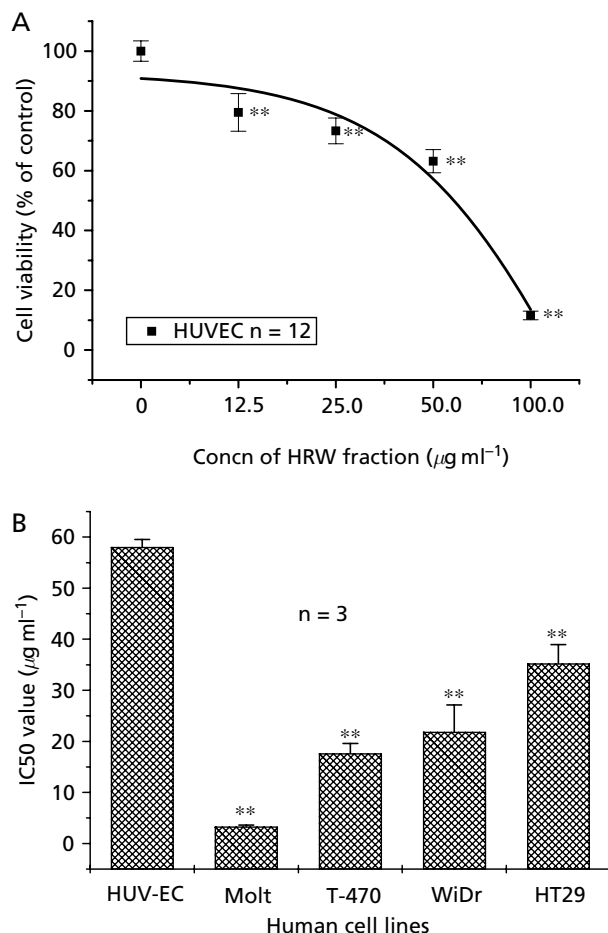 A
Cell viability (% of control)
100
80
60
40
20
0
**
**
**
**
HUVEC n = 12
0 12.5 25.0 50.0 100.0
Concn of HRW fraction (μg ml−1)
B
IC50 value (μg ml−1)
60
50
40
30
20
10
0
n = 3
**
**
**
**
HUV-EC Molt T-470 WiDr HT29
Human cell lines